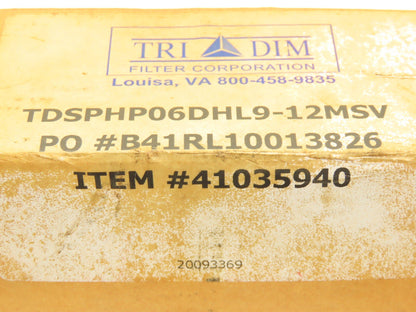 TRI DIM
FILTER CORPORATION
Louisa, VA 800-458-9835
TDSPHP06DHL9-12MSV
PO #B41RL10013826
ITEM #41035940
20093369